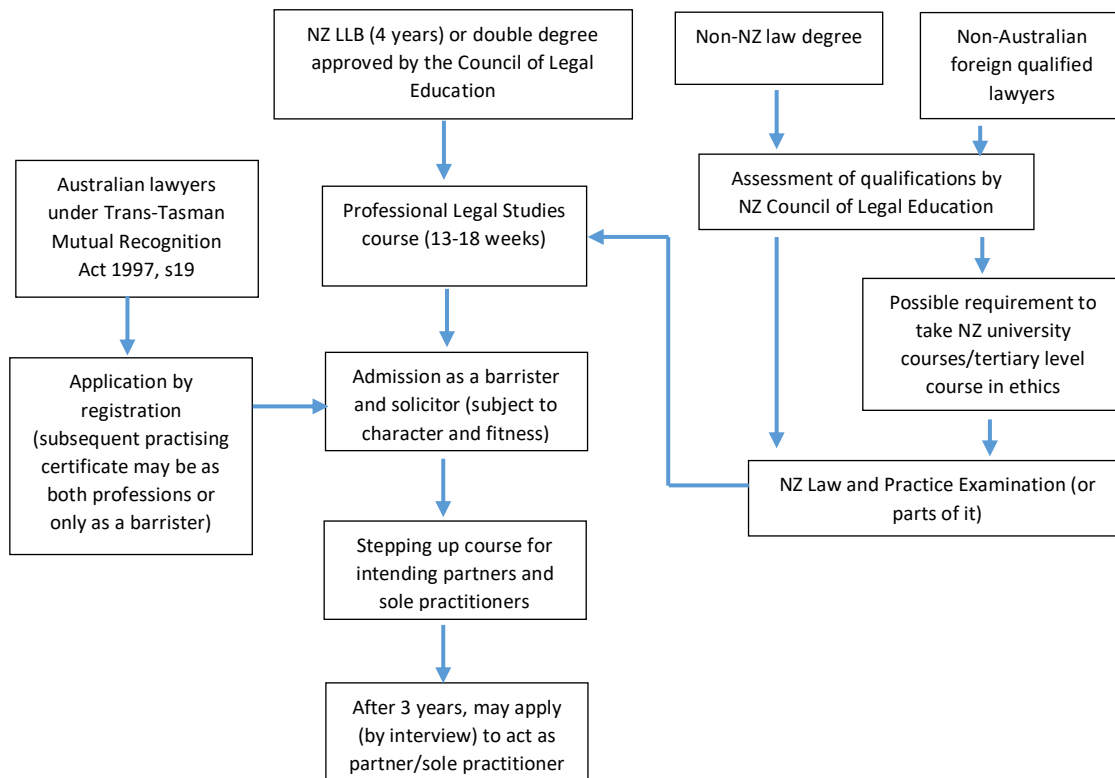 NZ LLB (4 years) or double degree
approved by the Council of Legal
Education
Non-NZ law degree
Non-Australian
foreign qualified
lawyers
Australian lawyers
under Trans-Tasman
Mutual Recognition
Act 1997, s19
Professional Legal Studies
course (13-18 weeks)
Assessment of qualifications by
NZ Council of Legal Education
Possible requirement to
take NZ university
courses/tertiary level
course in ethics
Application by
registration
(subsequent practising
certificate may be as
both professions or
only as a barrister)
Admission as a barrister
and solicitor (subject to
character and fitness)
NZ Law and Practice Examination (or
parts of it)
Stepping up course for
intending partners and
sole practitioners
After 3 years, may apply
(by interview) to act as
partner/sole practitioner